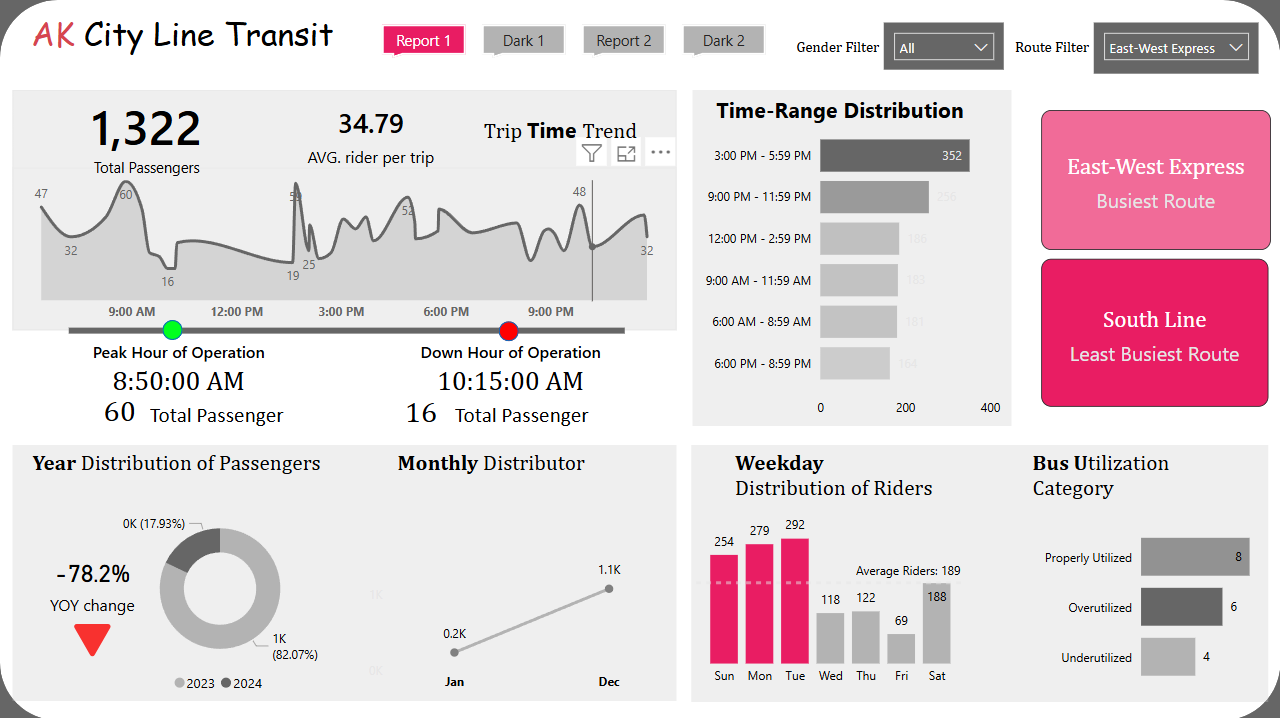 AK City Line Transit
Report 1
Dark 1
Report 2
Dark 2
Gender Filter
All
Route Filter
East-West Express
1,322
Total Passengers
34.79
AVG. rider per trip
Trip Time Trend
47
32
60
16
19
59
25
52
48
32
9:00 AM
12:00 PM
3:00 PM
6:00 PM
9:00 PM
Peak Hour of Operation
8:50:00 AM
60 Total Passenger
Down Hour of Operation
10:15:00 AM
16 Total Passenger
Time-Range Distribution
3:00 PM - 5:59 PM 352
9:00 PM - 11:59 PM 256
12:00 PM - 2:59 PM 186
9:00 AM - 11:59 AM 183
6:00 AM - 8:59 AM 181
6:00 PM - 8:59 PM 164
0 200 400
East-West Express
Busiest Route
South Line
Least Busiest Route
Year Distribution of Passengers
-78.2%
YOY change
0K (17.93%)
1K
(82.07%)
2023 2024
Monthly Distributor
1K
0K
0.2K
1.1K
Jan Dec
Weekday
Distribution of Riders
254
279
292
118
122
69
188
Average Riders: 189
Sun Mon Tue Wed Thu Fri Sat
Bus Utilization
Category
Properly Utilized 8
Overutilized 6
Underutilized 4